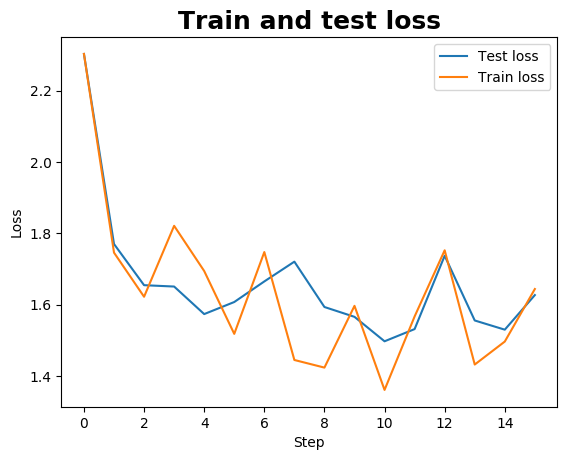 Train and test loss
Test loss
Train loss
Loss
2.2
2.0
1.8
1.6
1.4
0 2 4 6 8 10 12 14
Step